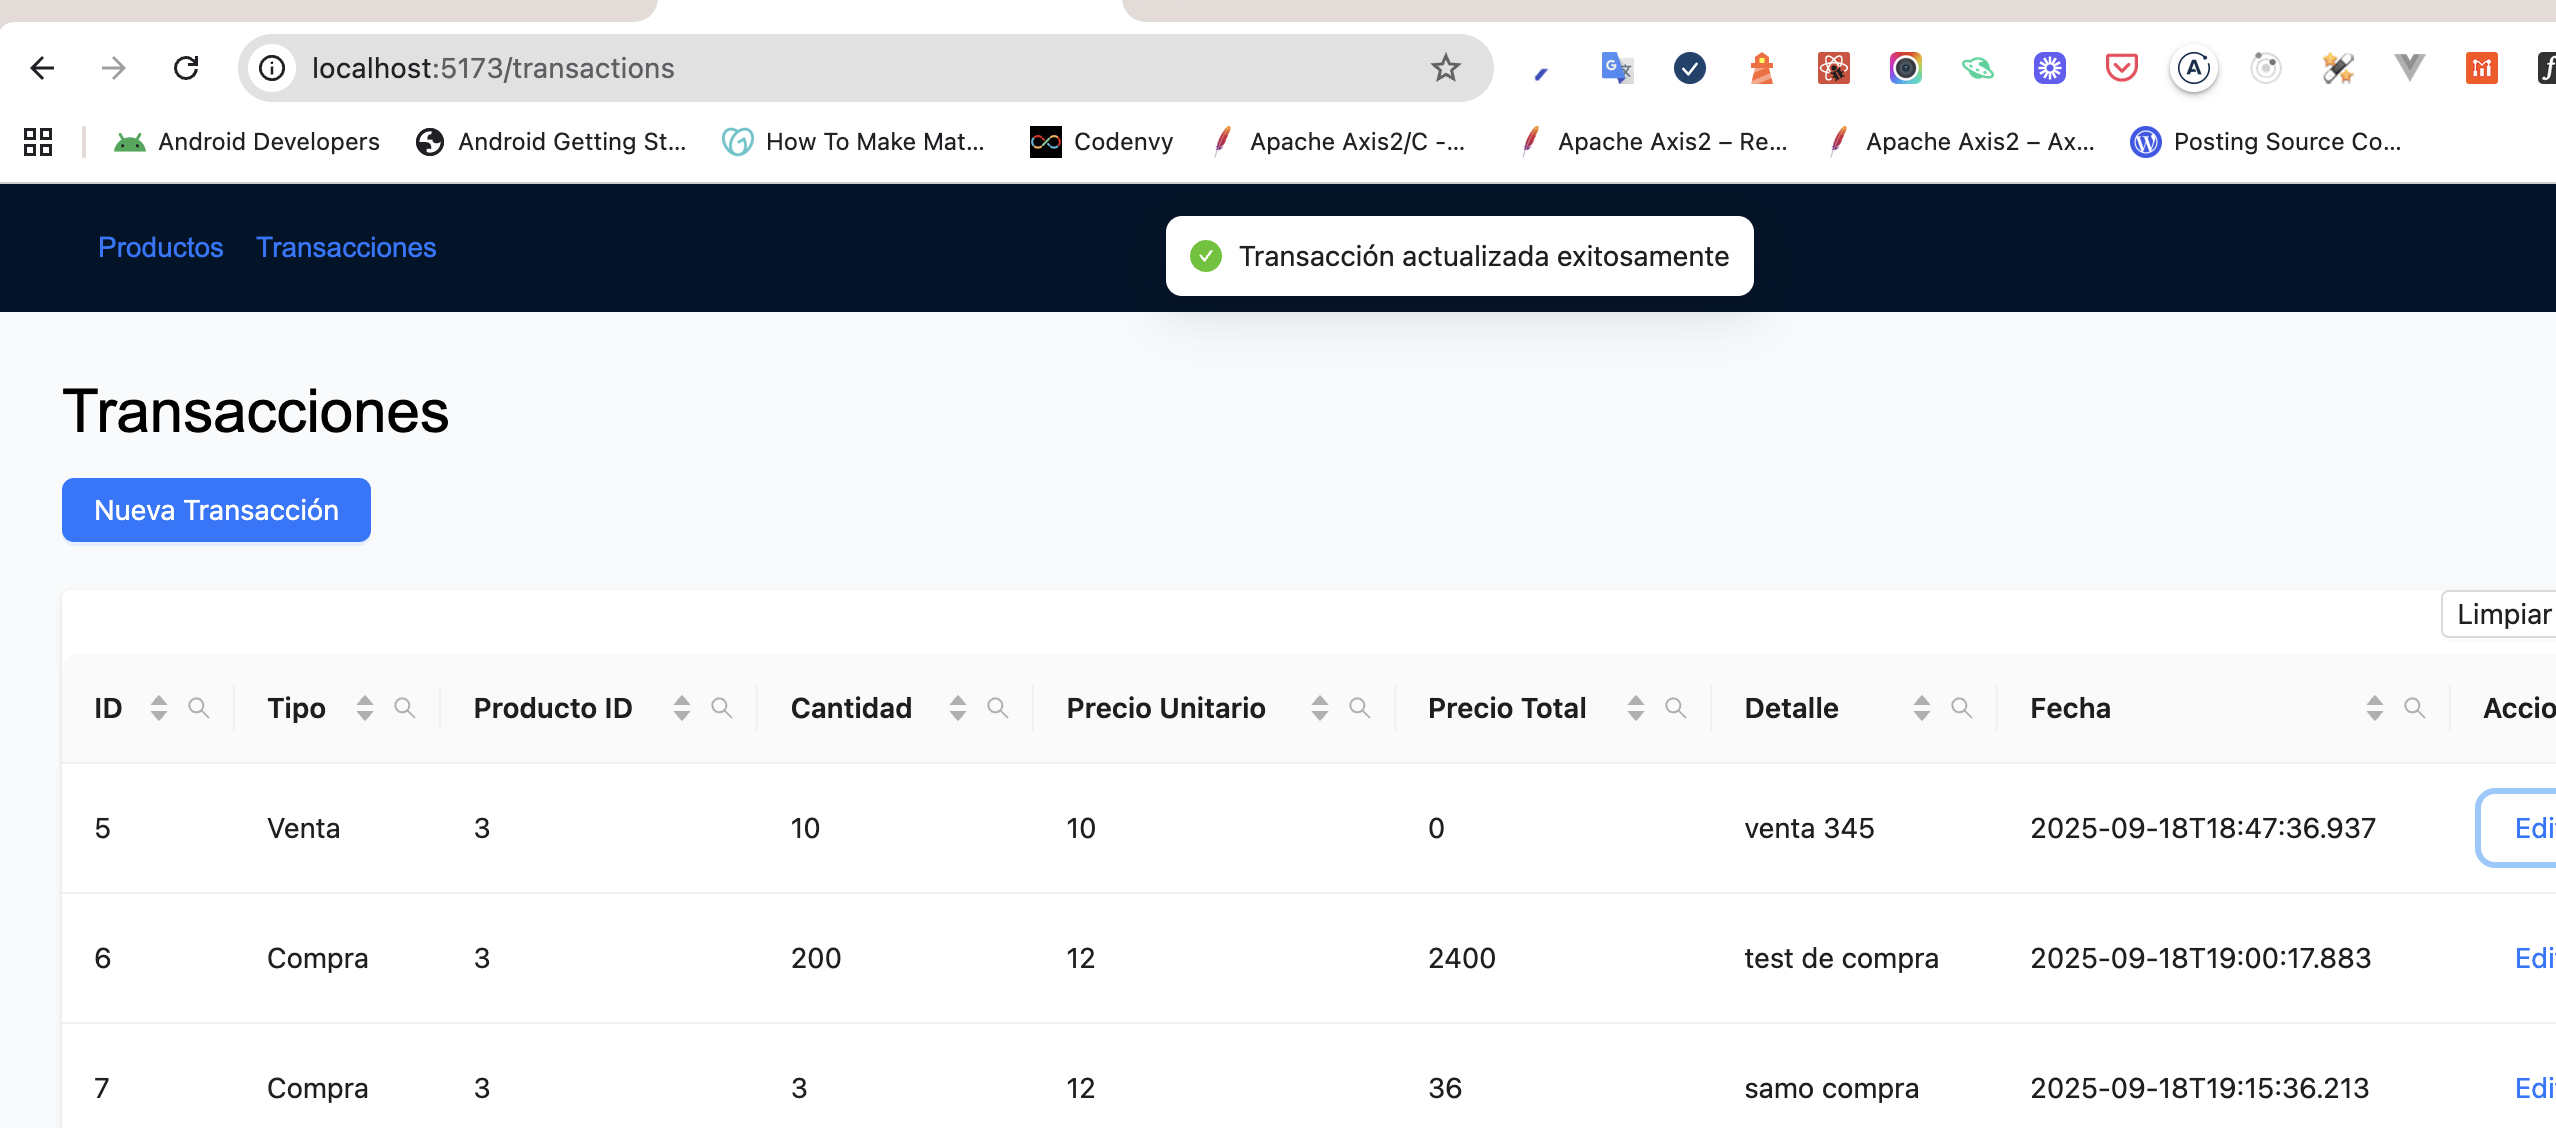 localhost:5173/transactions
Android Developers
Android Getting St...
How To Make Mat...
Codenvy
Apache Axis2/C -...
Apache Axis2 – Re...
Apache Axis2 – Ax...
Posting Source Co...
Productos Transacciones
Transacción actualizada exitosamente
Transacciones
Nueva Transacción
Limpiar
ID Tipo Producto ID Cantidad Precio Unitario Precio Total Detalle Fecha Accio
5 Venta 3 10 10 0 venta 345 2025-09-18T18:47:36.937 Edi
6 Compra 3 200 12 2400 test de compra 2025-09-18T19:00:17.883 Edi
7 Compra 3 3 12 36 samo compra 2025-09-18T19:15:36.213 Edi